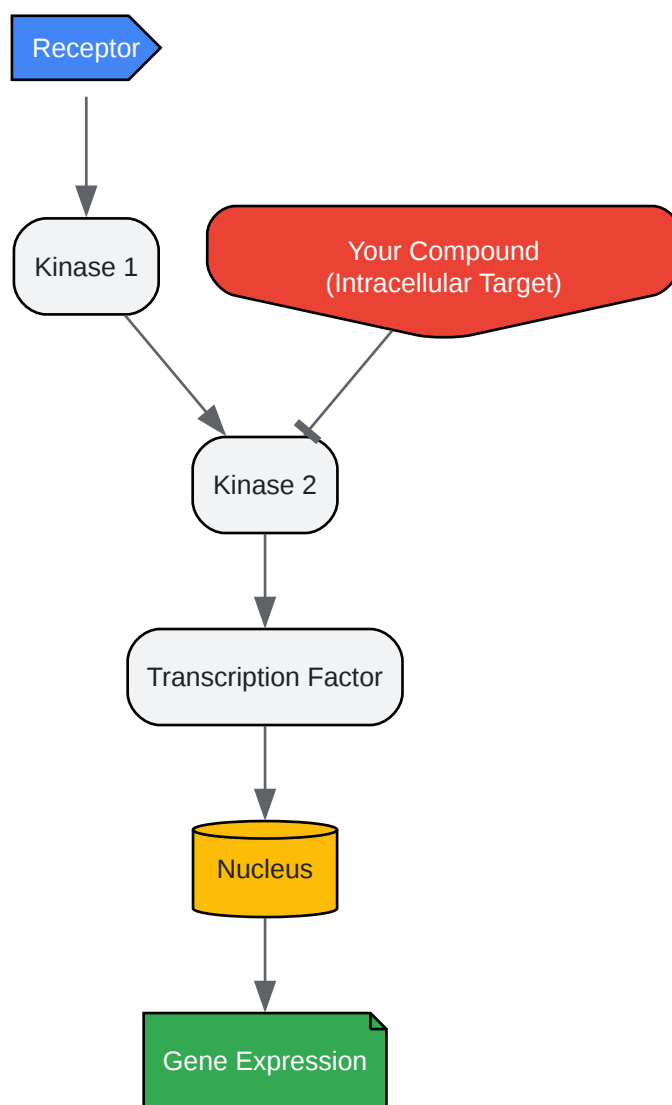 Receptor
Kinase 1
Your Compound
(Intracellular Target)
Kinase 2
Transcription Factor
Nucleus
Gene Expression